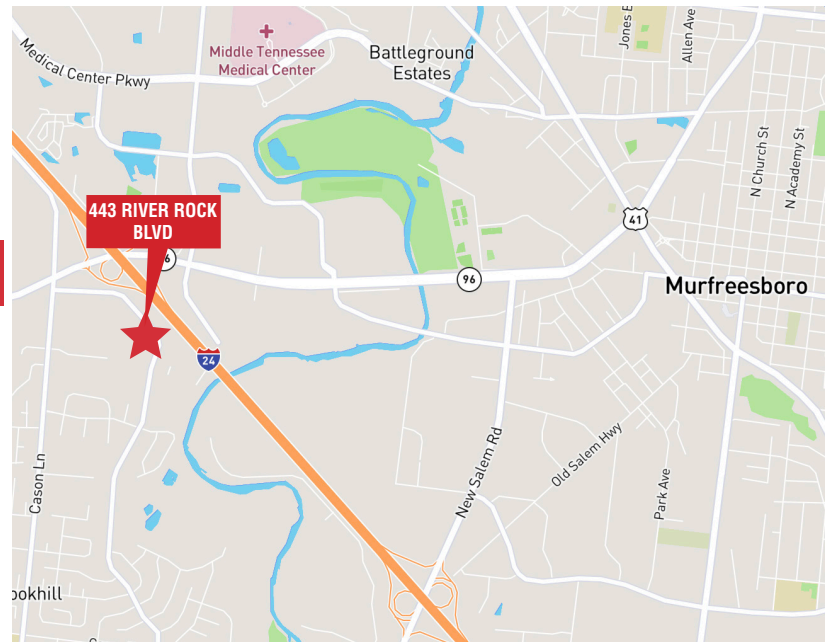 Jones B
Allen Ave
Middle Tennessee
Medical Center
Battleground
Estates
Medical Center Pkwy
N Church St
N Academy St
443 RIVER ROCK
BLVD
41
6
96
Murfreesboro
24
New Salem Rd
Old Salem Hwy
Park Ave
Cason Ln
ookhill